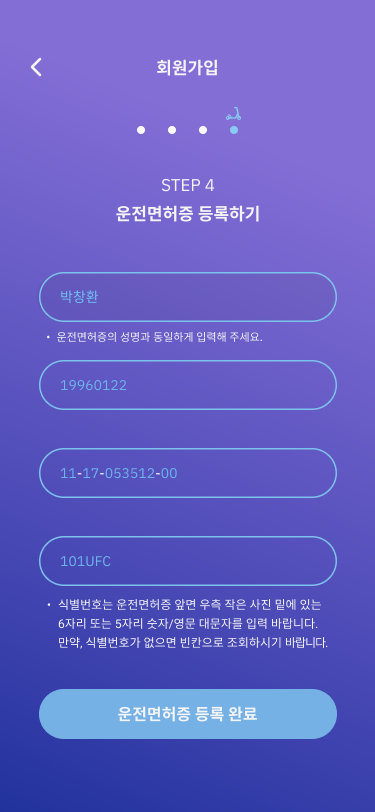 회원가입
STEP 4
운전면허증 등록하기
박창환
• 운전면허증의 성명과 동일하게 입력해 주세요.
19960122
11-17-053512-00
101UFC
• 식별번호는 운전면허증 앞면 우측 작은 사진 밑에 있는
6자리 또는 5자리 숫자/영문 대문자를 입력 바랍니다.
만약, 식별번호가 없으면 빈칸으로 조회하시기 바랍니다.
운전면허증 등록 완료